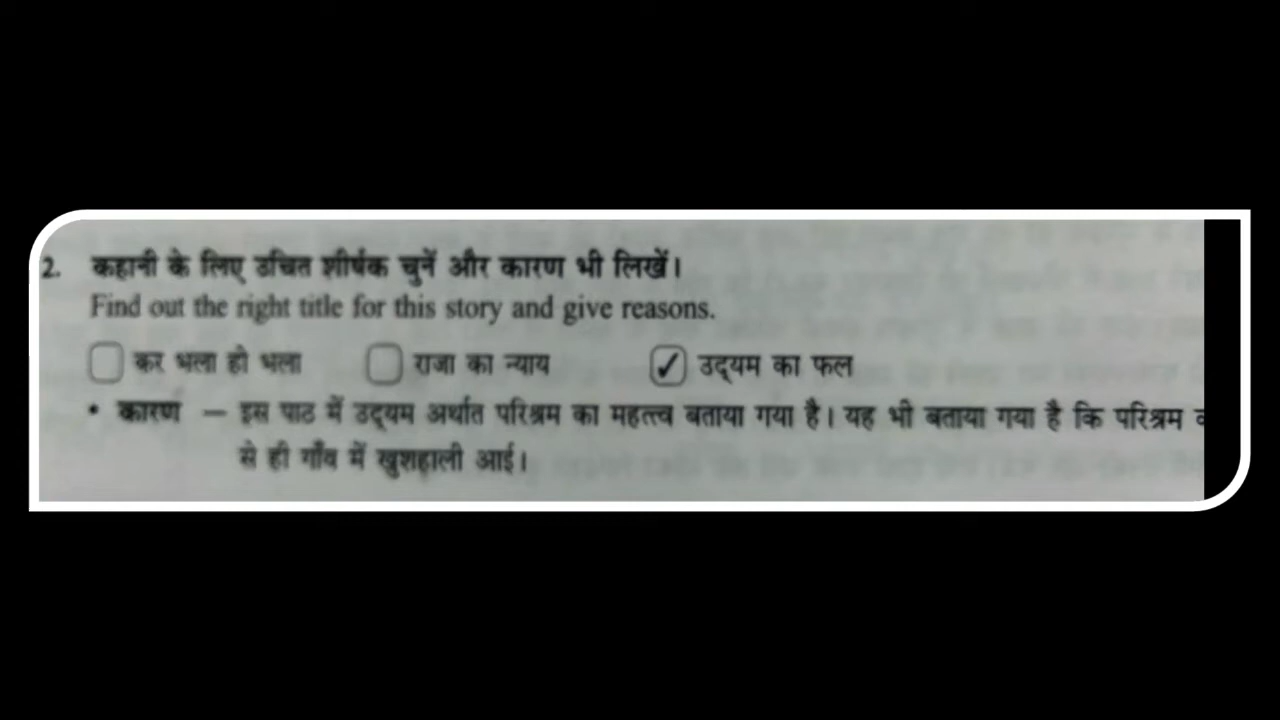 2. कहानी के लिए उचित शीर्षक चुनें और कारण भी लिखें।
Find out the right title for this story and give reasons.
कर भला हो भला राजा का न्याय ✓ उद्यम का फल
• कारण — इस पाठ में उद्यम अर्थात परिश्रम का महत्त्व बताया गया है। यह भी बताया गया है कि परिश्रम
से ही गाँव में खुशहाली आई।